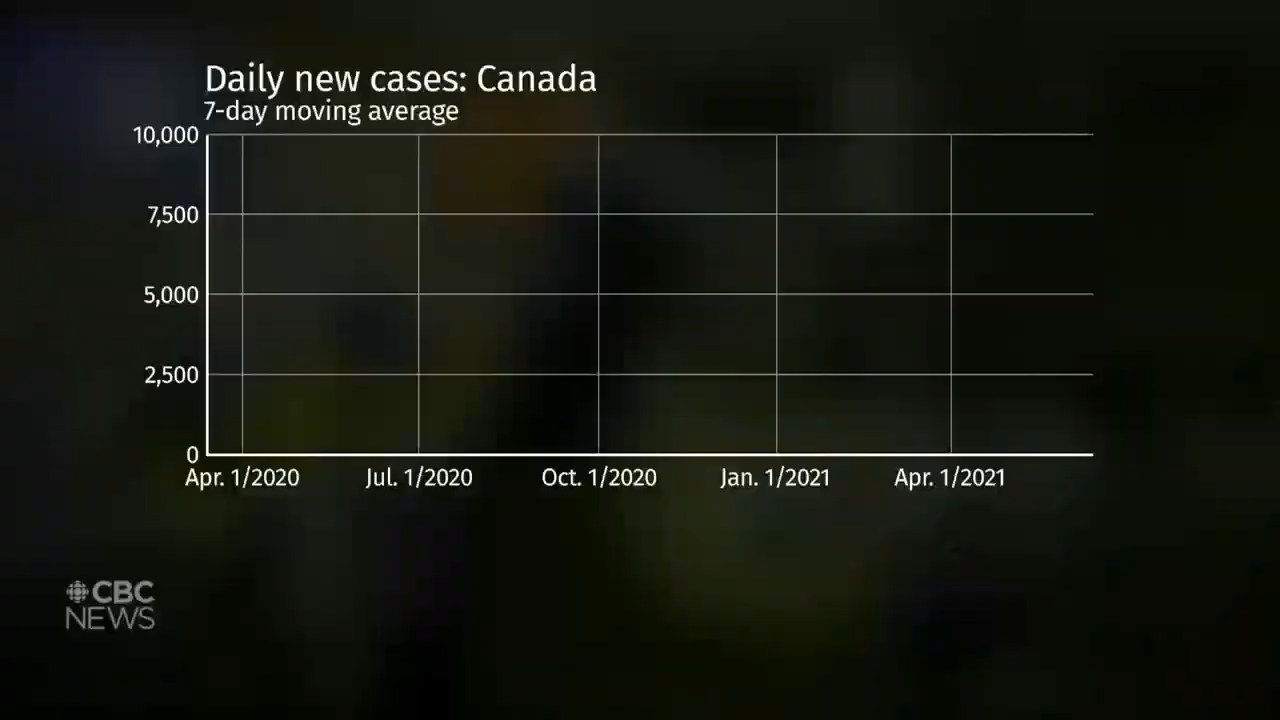 Daily new cases: Canada
7-day moving average
10,000
7,500
5,000
2,500
0
Apr. 1/2020 Jul. 1/2020 Oct. 1/2020 Jan. 1/2021 Apr. 1/2021
CBC
NEWS